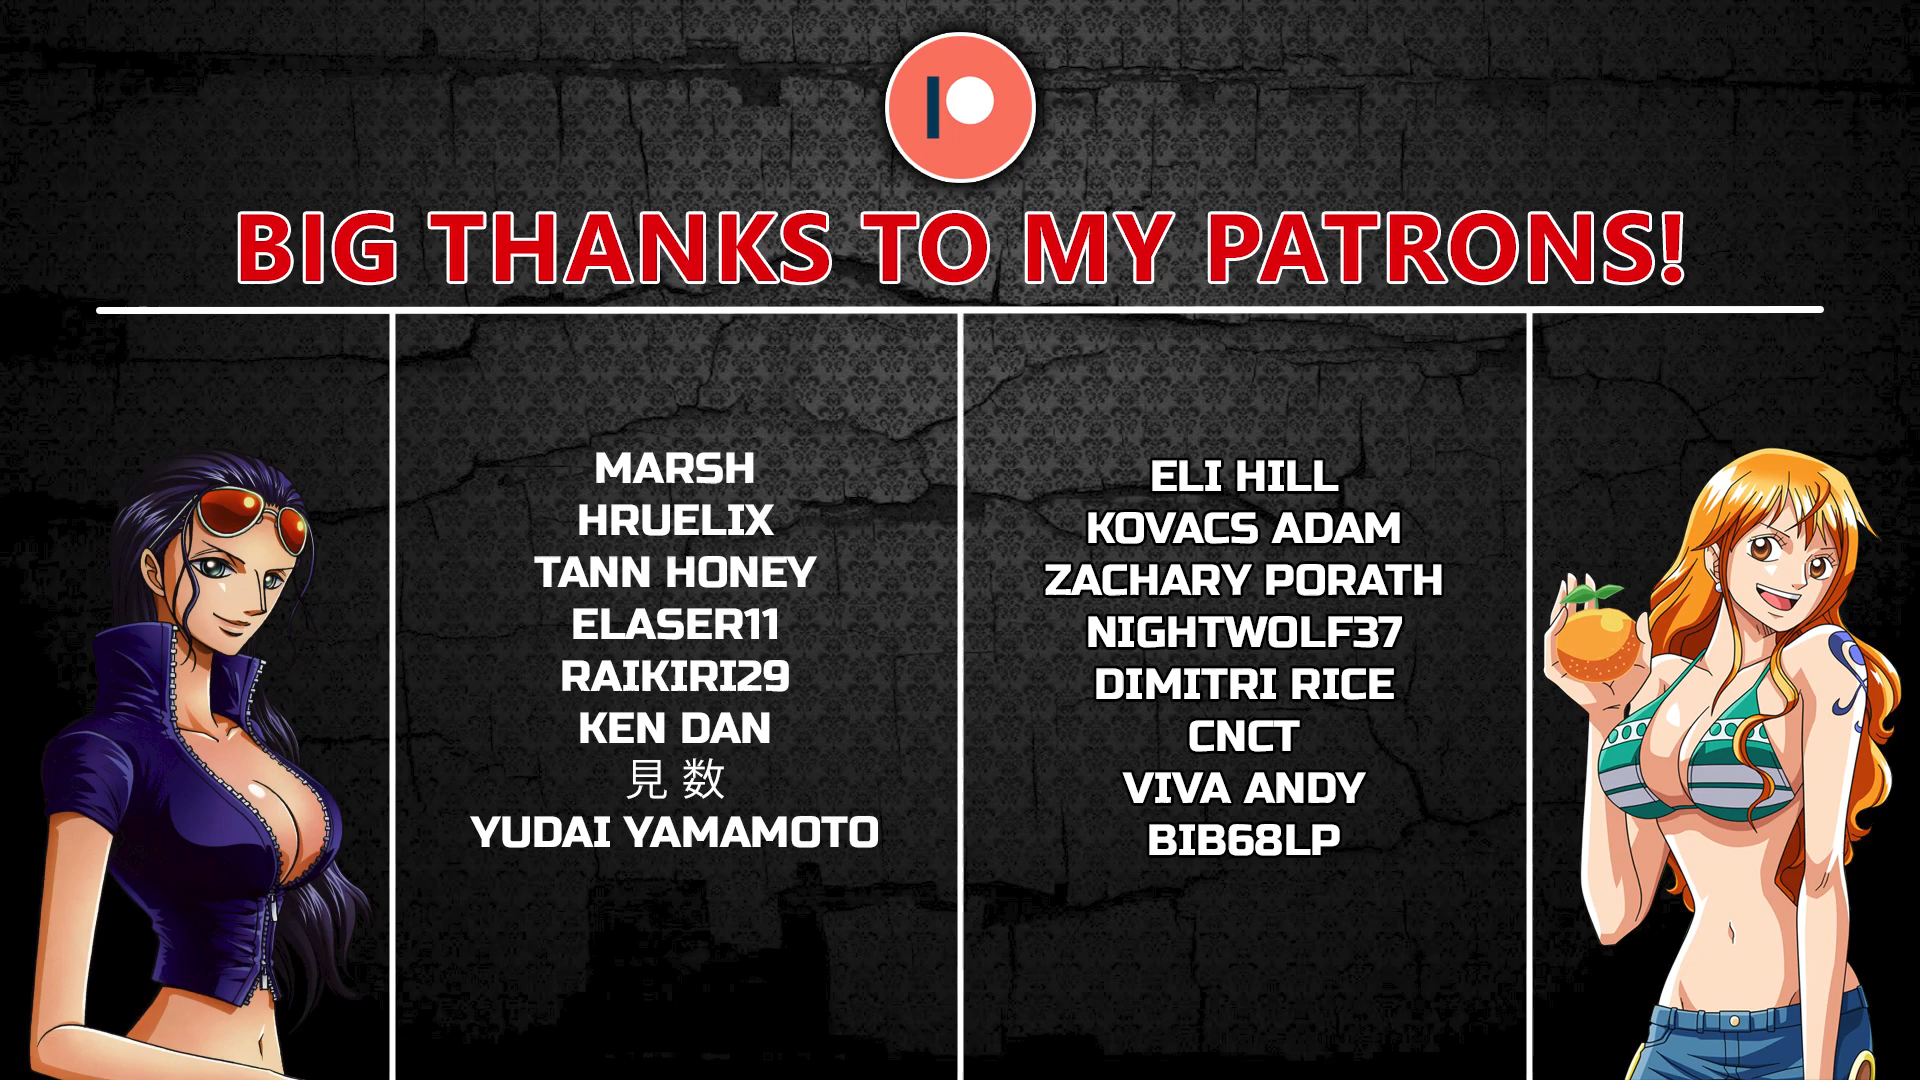 BIG THANKS TO MY PATRONS!
MARSH
HRUELIX
TANN HONEY
ELASER11
RAIKIRI29
KEN DAN
見 数
YUDAI YAMAMOTO
ELI HILL
KOVACS ADAM
ZACHARY PORATH
NIGHTWOLF37
DIMITRI RICE
CNCT
VIVA ANDY
BIB68LP